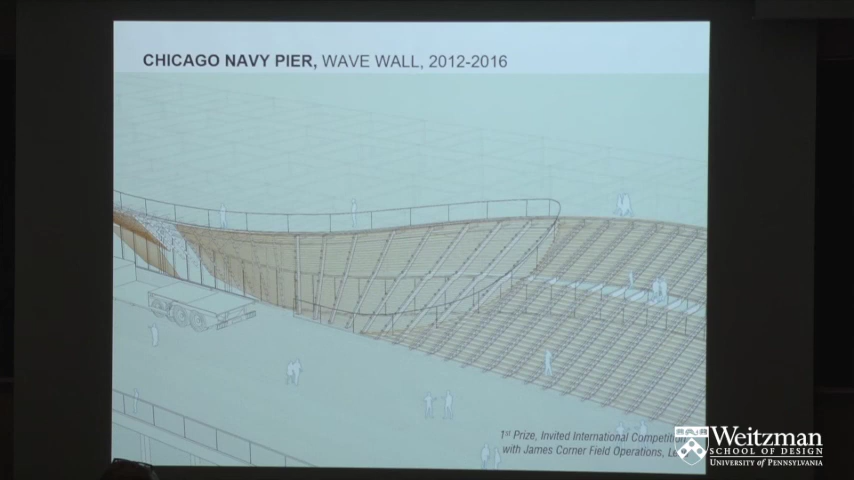 CHICAGO NAVY PIER, WAVE WALL, 2012-2016
1st Prize, Invited International Competition
with James Corner Field Operations,
Weitzman
SCHOOL OF DESIGN
UNIVERSITY OF PENNSYLVANIA